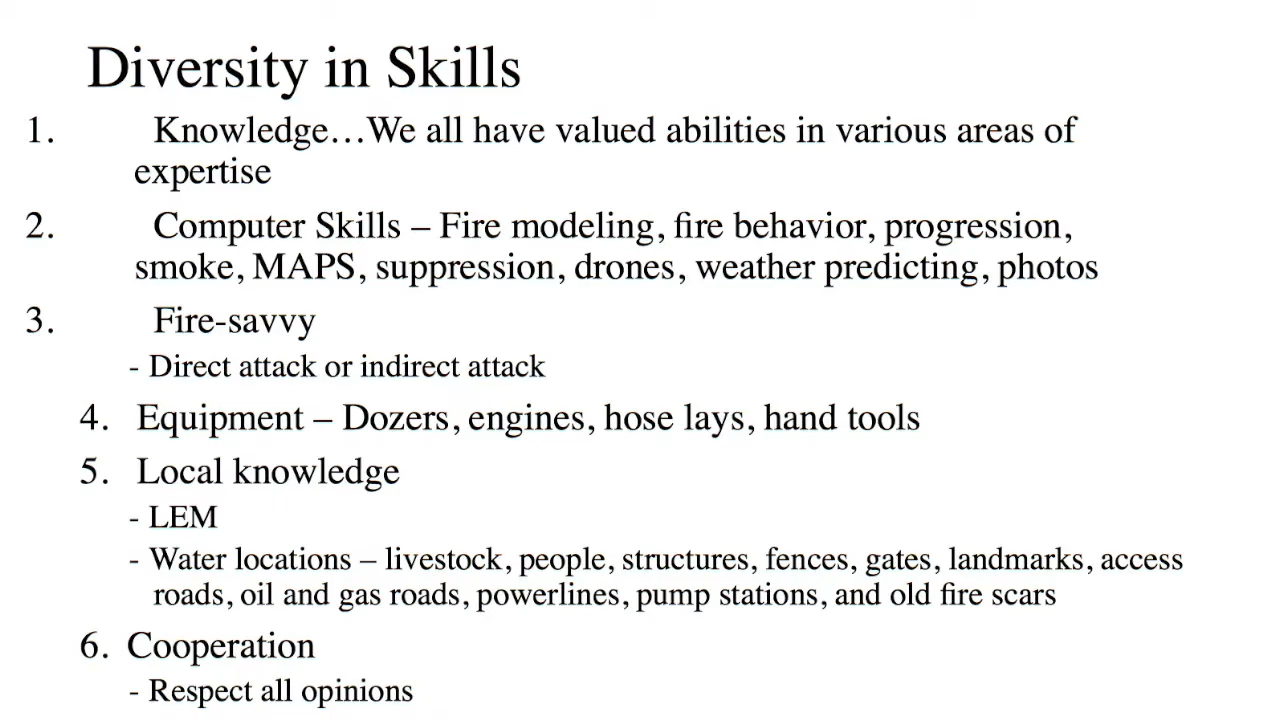 Diversity in Skills
1. Knowledge…We all have valued abilities in various areas of
expertise
2. Computer Skills – Fire modeling, fire behavior, progression,
smoke, MAPS, suppression, drones, weather predicting, photos
3. Fire-savvy
- Direct attack or indirect attack
4. Equipment – Dozers, engines, hose lays, hand tools
5. Local knowledge
- LEM
- Water locations – livestock, people, structures, fences, gates, landmarks, access
roads, oil and gas roads, powerlines, pump stations, and old fire scars
6. Cooperation
- Respect all opinions